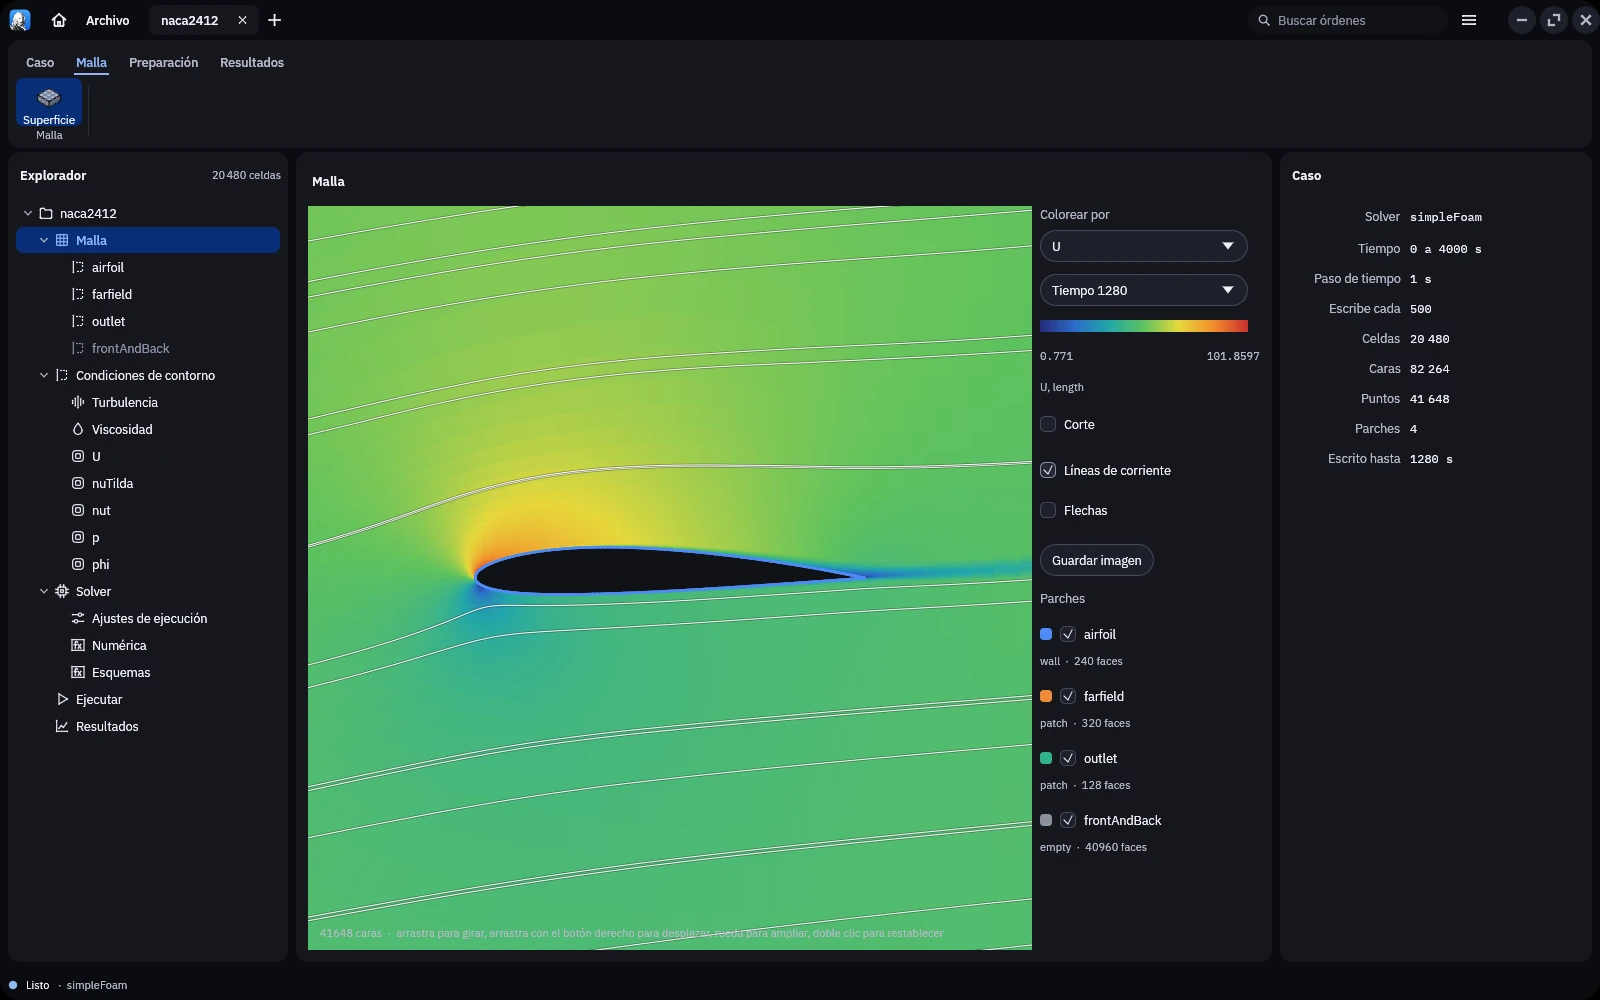 Archivo
naca2412
Buscar órdenes
Caso
Malla
Preparación
Resultados
Superficie
Malla
Explorador
20 480 celdas
naca2412
Malla
airfoil
farfield
outlet
frontAndBack
Condiciones de contorno
Turbulencia
Viscosidad
U
nuTilda
nut
p
phi
Solver
Ajustes de ejecución
Numérica
Esquemas
Ejecutar
Resultados
Malla
41648 caras · arrastra para girar, arrastra con el botón derecho para desplazar, rueda para ampliar, doble clic para restablecer
Colorear por
U
Tiempo 1280
0.771 101.8597
U, length
Corte
Líneas de corriente
Flechas
Guardar imagen
Parches
airfoil
wall · 240 faces
farfield
patch · 320 faces
outlet
patch · 128 faces
frontAndBack
empty · 40960 faces
Caso
Solver simpleFoam
Tiempo 0 a 4000 s
Paso de tiempo 1 s
Escribe cada 500
Celdas 20 480
Caras 82 264
Puntos 41 648
Parches 4
Escrito hasta 1280 s
Listo · simpleFoam